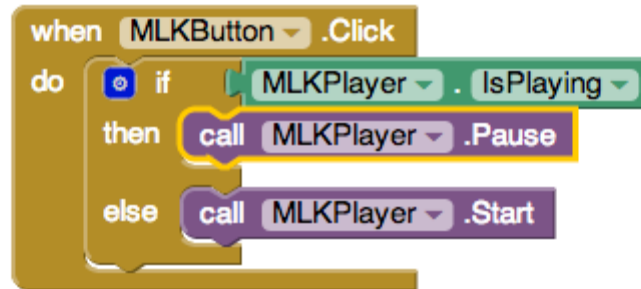 when MLKButton .Click
do if MLKPlayer . IsPlaying
then call MLKPlayer .Pause
else call MLKPlayer .Start